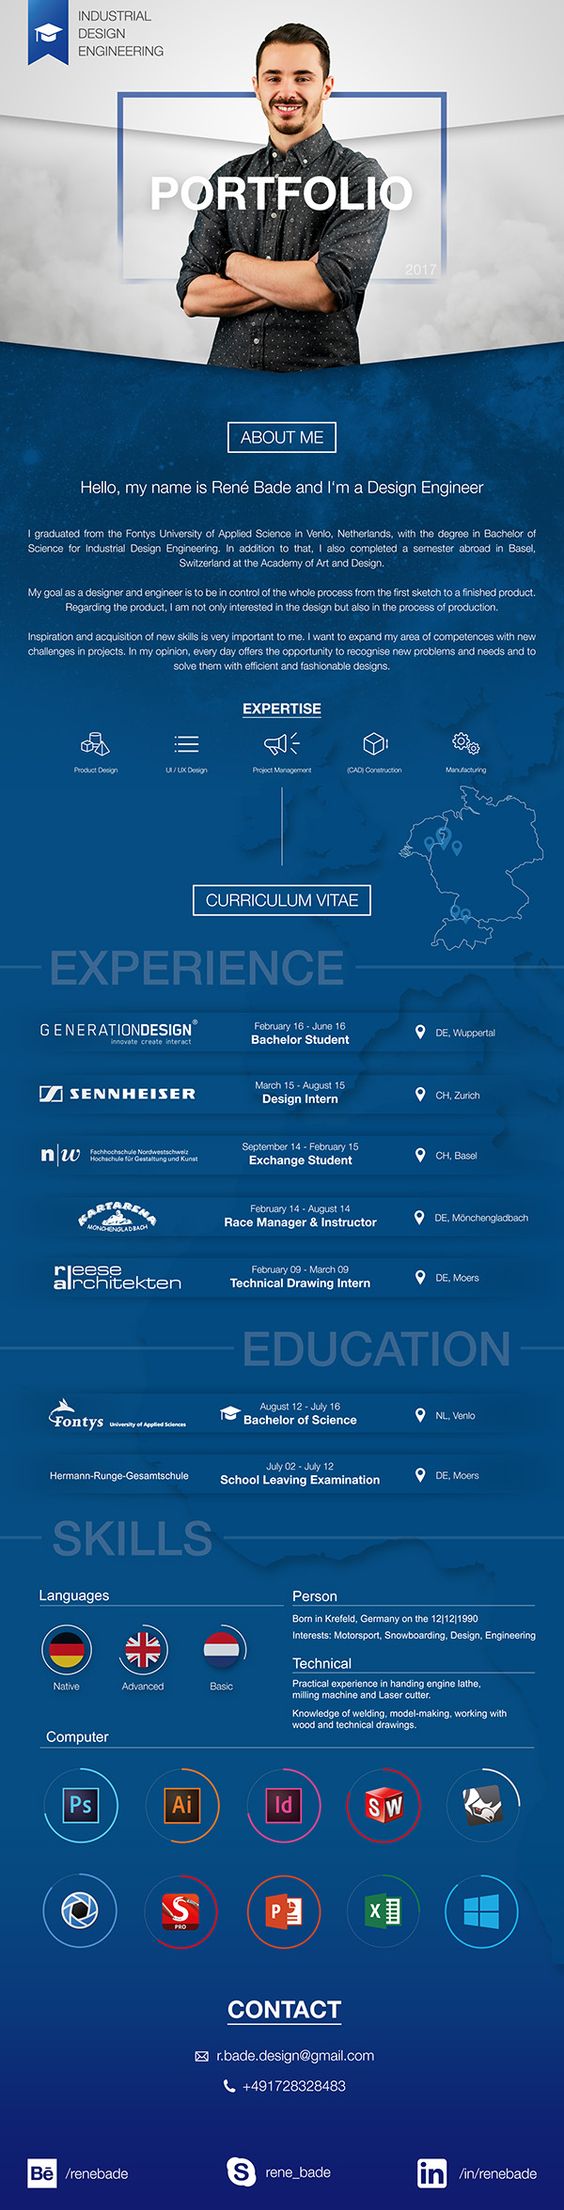 INDUSTRIAL
DESIGN
ENGINEERING
PORTFOLIO
2017
ABOUT ME
Hello, my name is René Bade and I'm a Design Engineer
I graduated from the Fontys University of Applied Science in Venlo, Netherlands, with the degree in Bachelor of
Science for Industrial Design Engineering. In addition to that, I also completed a semester abroad in Basel,
Switzerland at the Academy of Art and Design.
My goal as a designer and engineer is to be in control of the whole process from the first sketch to a finished product.
Regarding the product, I am not only interested in the design but also in the process of production.
Inspiration and acquisition of new skills is very important to me. I want to expand my area of competences with new
challenges in projects. In my opinion, every day offers the opportunity to recognise new problems and needs and to
solve them with efficient and fashionable designs.
EXPERTISE
Product Design
UI / UX Design
Project Management
(CAD) Construction
Manufacturing
CURRICULUM VITAE
EXPERIENCE
GENERATIONDESIGN®
innovate create interact
February 16 - June 16
Bachelor Student
DE, Wuppertal
SENNHEISER
March 15 - August 15
Design Intern
CH, Zurich
n|w
Fachhochschule Nordwestschweiz
Hochschule für Gestaltung und Kunst
September 14 - February 15
Exchange Student
CH, Basel
KARTARENA
MÖNCHENGLADBACH
February 14 - August 14
Race Manager & Instructor
DE, Mönchengladbach
reese
architekten
February 09 - March 09
Technical Drawing Intern
DE, Moers
EDUCATION
Fontys University of Applied Sciences
August 12 - July 16
Bachelor of Science
NL, Venlo
Hermann-Runge-Gesamtschule
July 02 - July 12
School Leaving Examination
DE, Moers
SKILLS
Languages
Native
Advanced
Basic
Person
Born in Krefeld, Germany on the 12|12|1990
Interests: Motorsport, Snowboarding, Design, Engineering
Technical
Practical experience in handing engine lathe,
milling machine and Laser cutter.
Knowledge of welding, model-making, working with
wood and technical drawings.
Computer
Ps
Ai
Id
SW
S
PRO
P
X
CONTACT
r.bade.design@gmail.com
+491728328483
Bē /renebade
S rene_bade
in /in/renebade